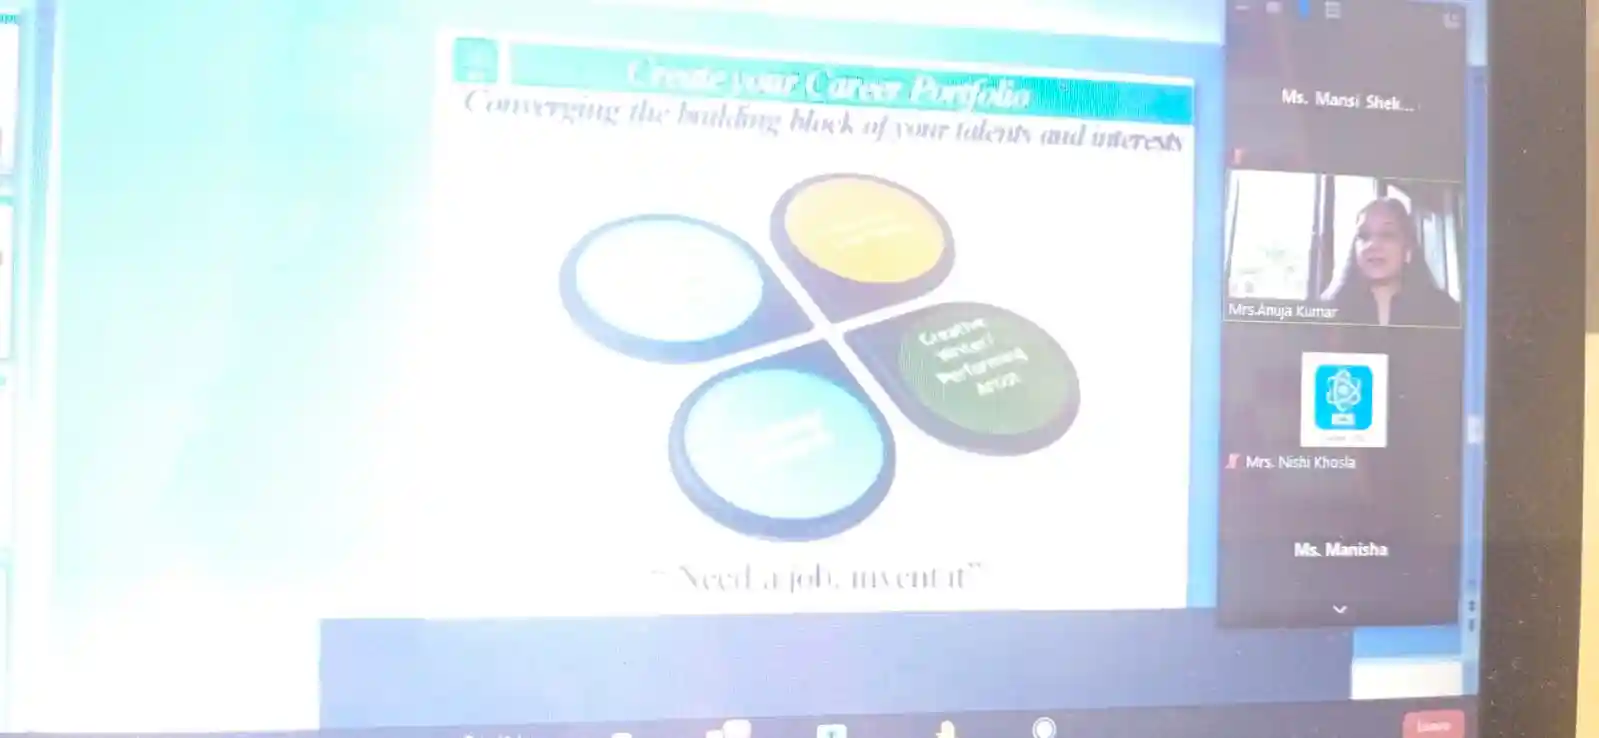 Create your Career Portfolio
Converging the building block of your talents and interests
Creative
Writer/
Performing
Artist
“ Need a job, invent it”
Ms. Mansi Shek...
Mrs.Anuja Kumar
Mrs. Nishi Khosla
Ms. Manisha
Leave